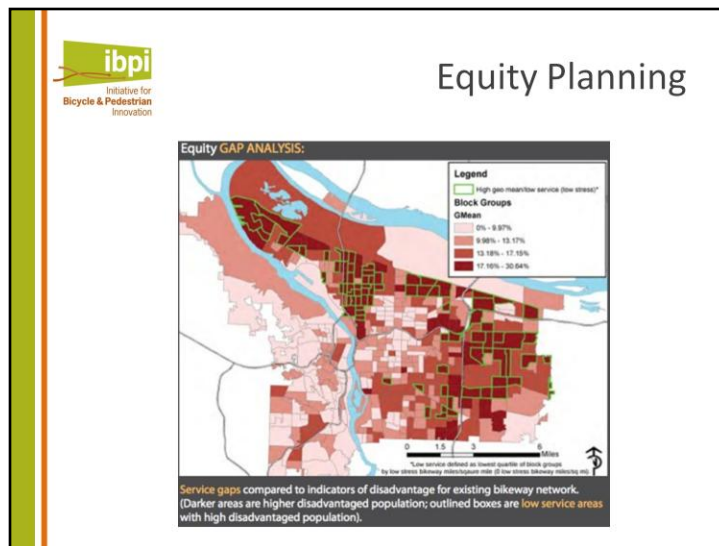 ibpi
Initiative for
Bicycle & Pedestrian
Innovation
Equity Planning
Equity GAP ANALYSIS:
Legend
High geo mean/low service (low stress)*
Block Groups
GMean
0% - 9.97%
9.98% - 13.17%
13.18% - 17.15%
17.16% - 30.64%
0 1.5 3 6
Miles
*Low service defined as lowest quartile of block groups
by low stress bikeway miles/sqaure mile (0 low stress bikeway miles/sq mi).
Service gaps compared to indicators of disadvantage for existing bikeway network.
(Darker areas are higher disadvantaged population; outlined boxes are low service areas
with high disadvantaged population).